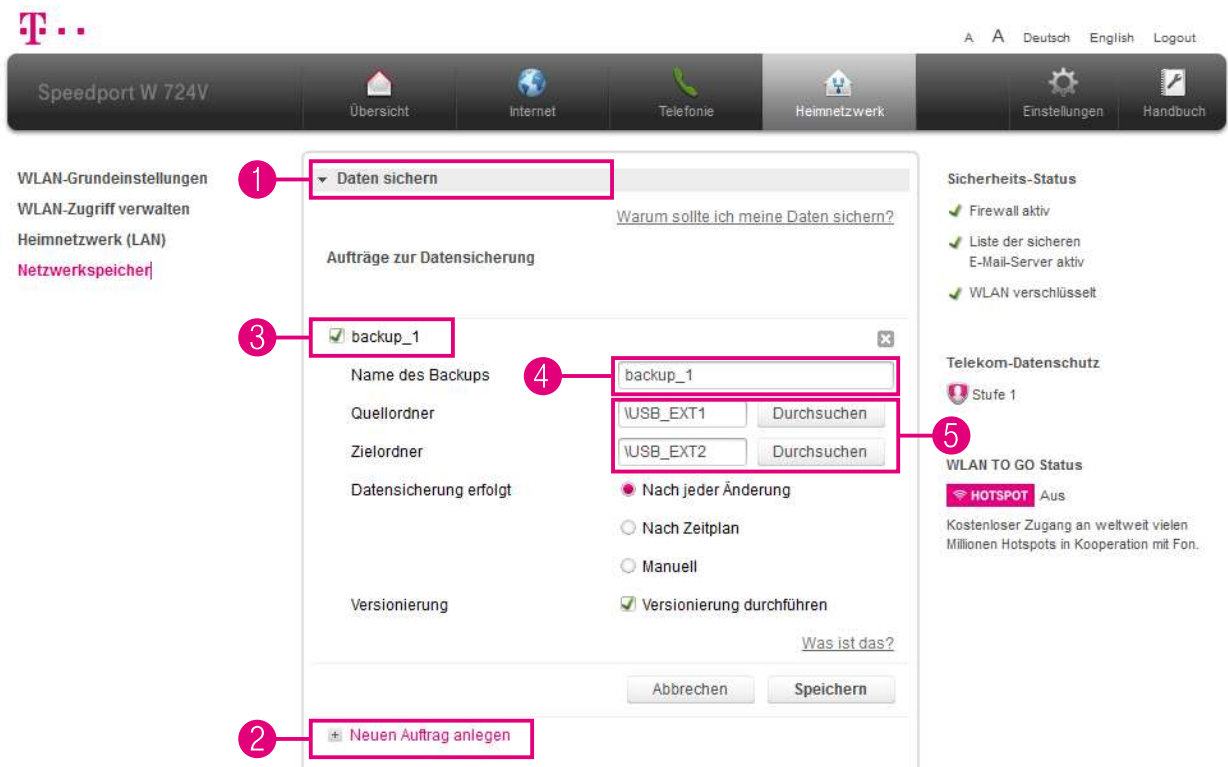 T··
A A Deutsch English Logout
Speedport W 724V
Übersicht
Internet
Telefonie
Heimnetzwerk
Einstellungen
Handbuch
WLAN-Grundeinstellungen
WLAN-Zugriff verwalten
Heimnetzwerk (LAN)
Netzwerkspeicher
1
Daten sichern
Warum sollte ich meine Daten sichern?
Aufträge zur Datensicherung
3
backup_1
Name des Backups
4
backup_1
Quellordner
\USB_EXT1
Durchsuchen
5
Zielordner
\USB_EXT2
Durchsuchen
Datensicherung erfolgt
Nach jeder Änderung
Nach Zeitplan
Manuell
Versionierung
Versionierung durchführen
Was ist das?
Abbrechen
Speichern
2
Neuen Auftrag anlegen
Sicherheits-Status
Firewall aktiv
Liste der sicheren
E-Mail-Server aktiv
WLAN verschlüsselt
Telekom-Datenschutz
Stufe 1
WLAN TO GO Status
HOTSPOT Aus
Kostenloser Zugang an weltweit vielen
Millionen Hotspots in Kooperation mit Fon.